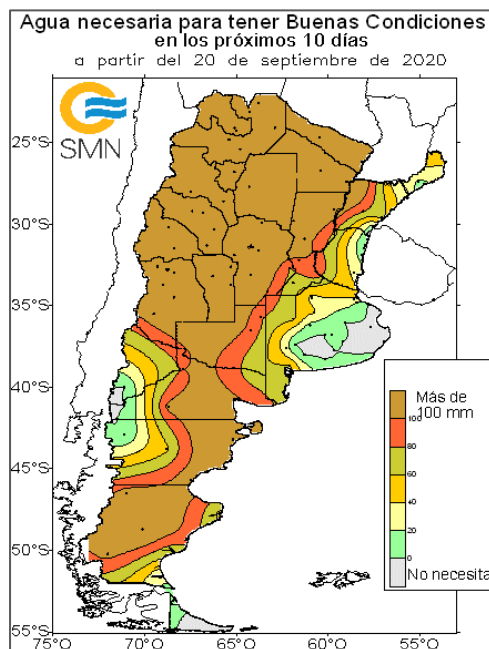 Agua necesaria para tener Buenas Condiciones
en los próximos 10 días
a partir del 20 de septiembre de 2020
SMN
25°S
30°S
35°S
40°S
45°S
50°S
55°S
75°O
70°O
65°O
60°O
55°O
Más de
100 mm
100
80
60
40
20
0
No necesita